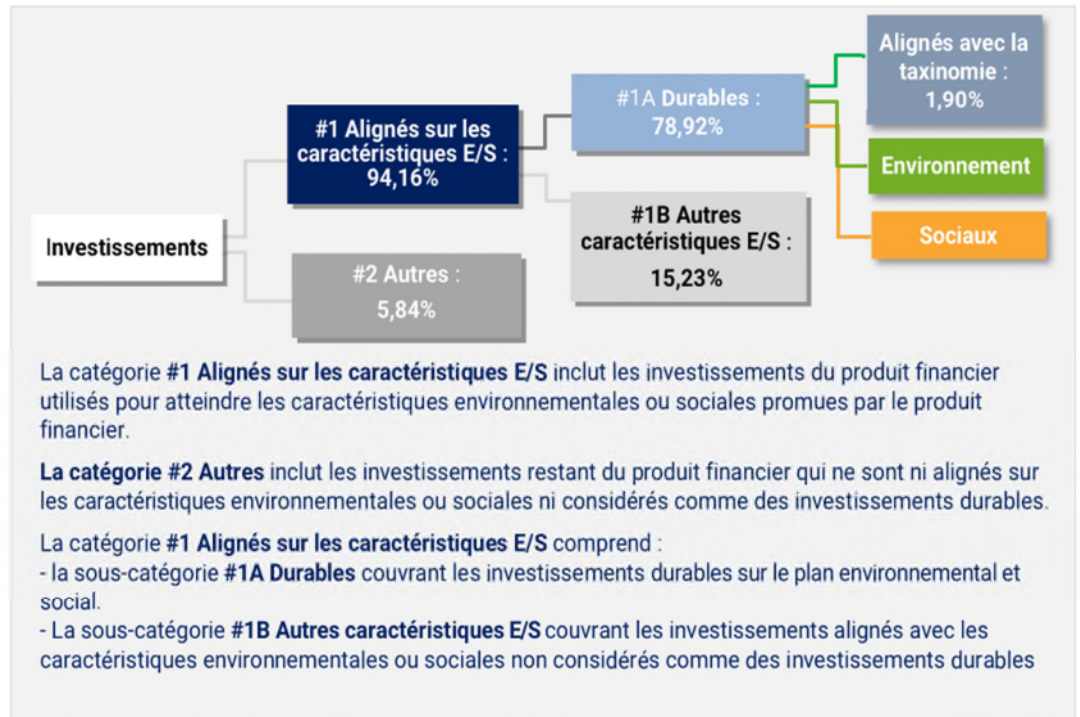 Alignés avec la
taxinomie :
1,90%
#1A Durables :
78,92%
#1 Alignés sur les
caractéristiques E/S :
94,16%
Environnement
#1B Autres
caractéristiques E/S :
15,23%
Sociaux
Investissements
#2 Autres :
5,84%
La catégorie #1 Alignés sur les caractéristiques E/S inclut les investissements du produit financier
utilisés pour atteindre les caractéristiques environnementales ou sociales promues par le produit
financier.
La catégorie #2 Autres inclut les investissements restant du produit financier qui ne sont ni alignés sur
les caractéristiques environnementales ou sociales ni considérés comme des investissements durables.
La catégorie #1 Alignés sur les caractéristiques E/S comprend :
- la sous-catégorie #1A Durables couvrant les investissements durables sur le plan environnemental et
social.
- La sous-catégorie #1B Autres caractéristiques E/S couvrant les investissements alignés avec les
caractéristiques environnementales ou sociales non considérés comme des investissements durables